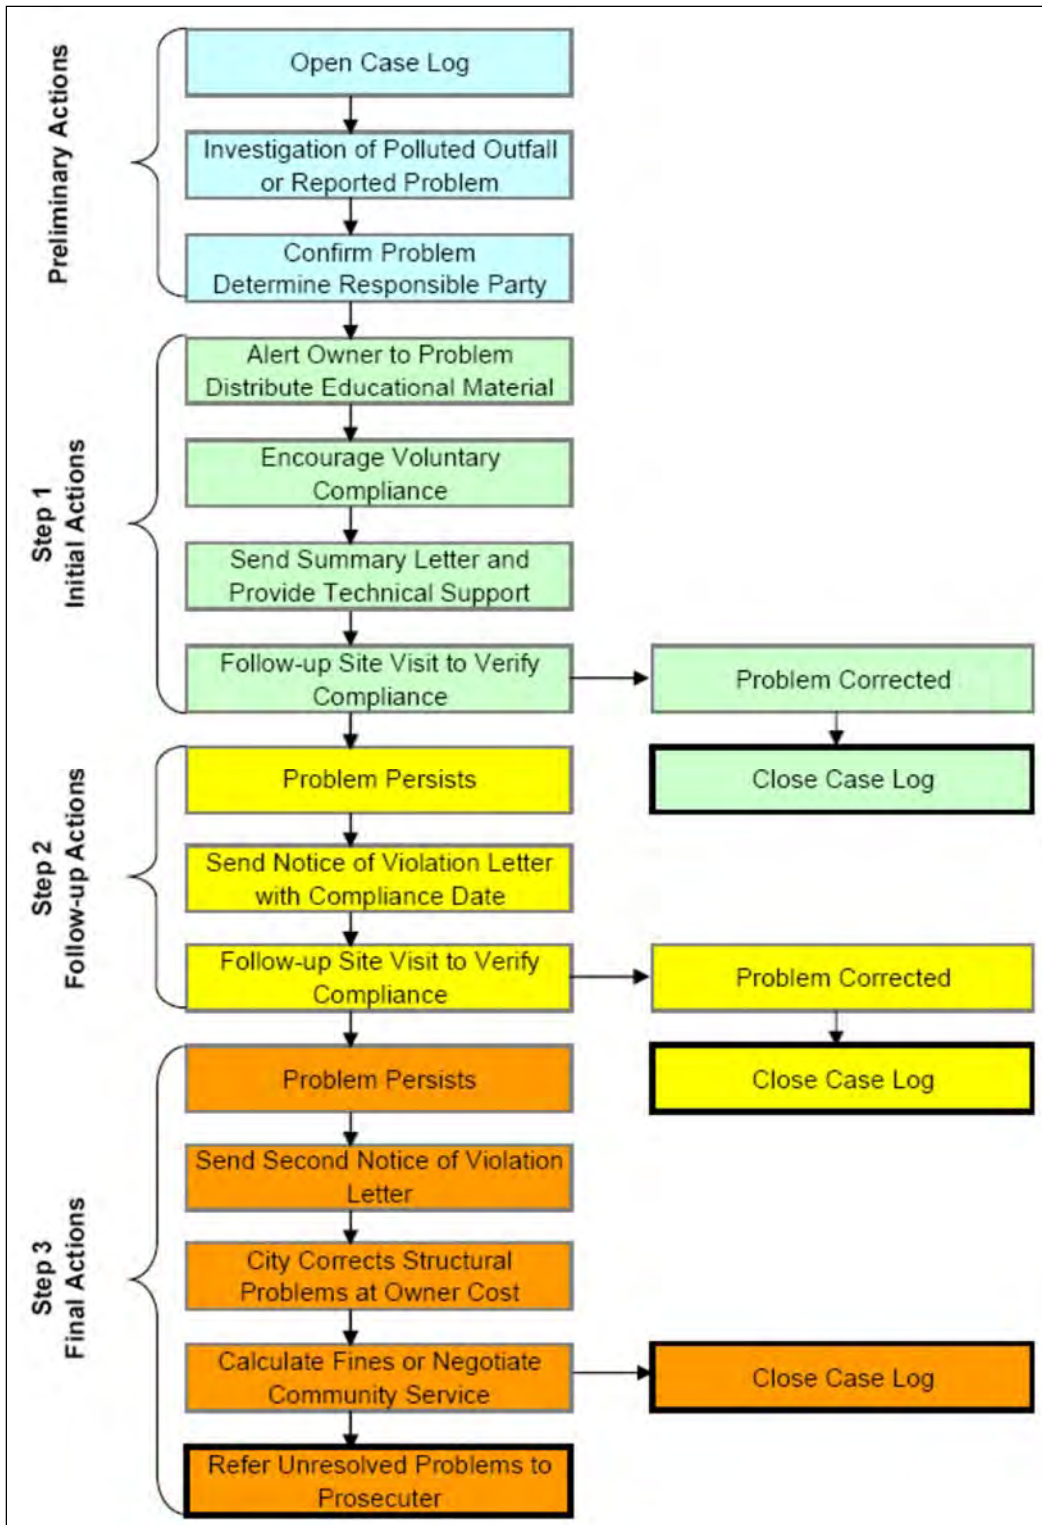 Preliminary Actions
Open Case Log
Investigation of Polluted Outfall
or Reported Problem
Confirm Problem
Determine Responsible Party
Step 1
Initial Actions
Alert Owner to Problem
Distribute Educational Material
Encourage Voluntary
Compliance
Send Summary Letter and
Provide Technical Support
Follow-up Site Visit to Verify
Compliance
Problem Corrected
Close Case Log
Step 2
Follow-up Actions
Problem Persists
Send Notice of Violation Letter
with Compliance Date
Follow-up Site Visit to Verify
Compliance
Problem Corrected
Close Case Log
Step 3
Final Actions
Problem Persists
Send Second Notice of Violation
Letter
City Corrects Structural
Problems at Owner Cost
Calculate Fines or Negotiate
Community Service
Close Case Log
Refer Unresolved Problems to
Prosecuter